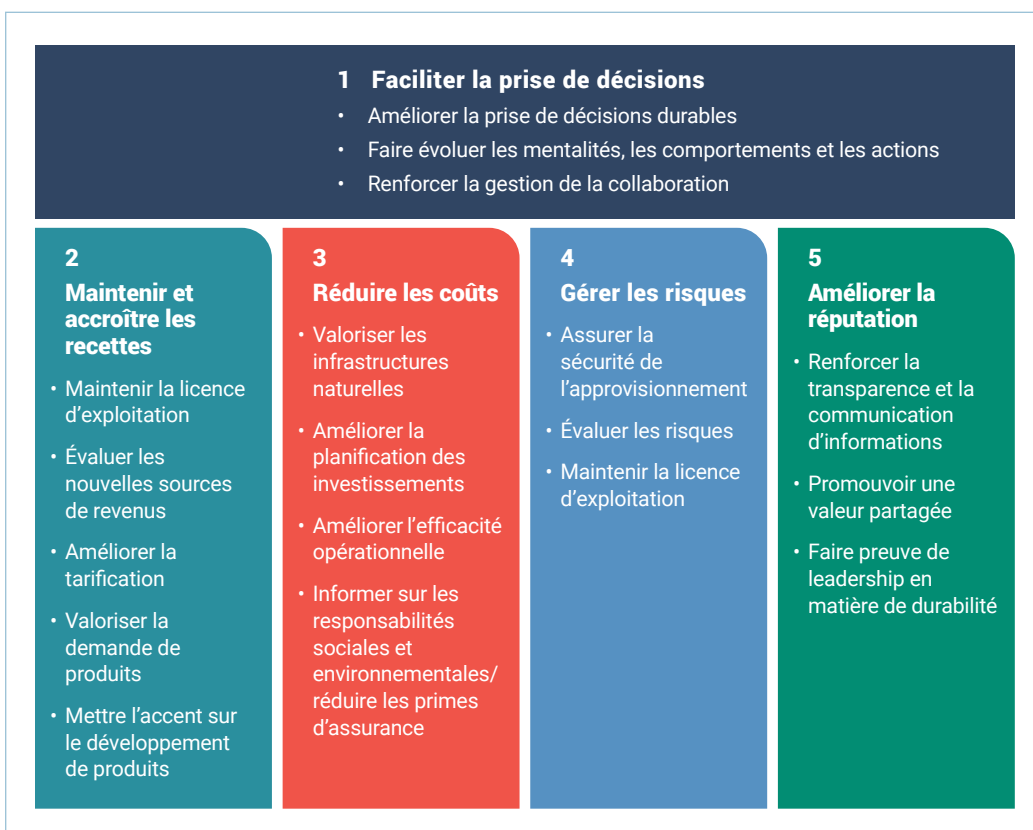 1 Faciliter la prise de décisions
• Améliorer la prise de décisions durables
• Faire évoluer les mentalités, les comportements et les actions
• Renforcer la gestion de la collaboration
2
Maintenir et
accroître les
recettes
• Maintenir la licence
d’exploitation
• Évaluer les
nouvelles sources
de revenus
• Améliorer la
tarification
• Valoriser la
demande de
produits
• Mettre l’accent sur
le développement
de produits
3
Réduire les coûts
• Valoriser les
infrastructures
naturelles
• Améliorer la
planification des
investissements
• Améliorer l’efficacité
opérationnelle
• Informer sur les
responsabilités
sociales et
environnementales/
réduire les primes
d’assurance
4
Gérer les risques
• Assurer la
sécurité de
l’approvisionnement
• Évaluer les risques
• Maintenir la licence
d’exploitation
5
Améliorer la
réputation
• Renforcer la
transparence et la
communication
d’informations
• Promouvoir une
valeur partagée
• Faire preuve de
leadership en
matière de durabilité